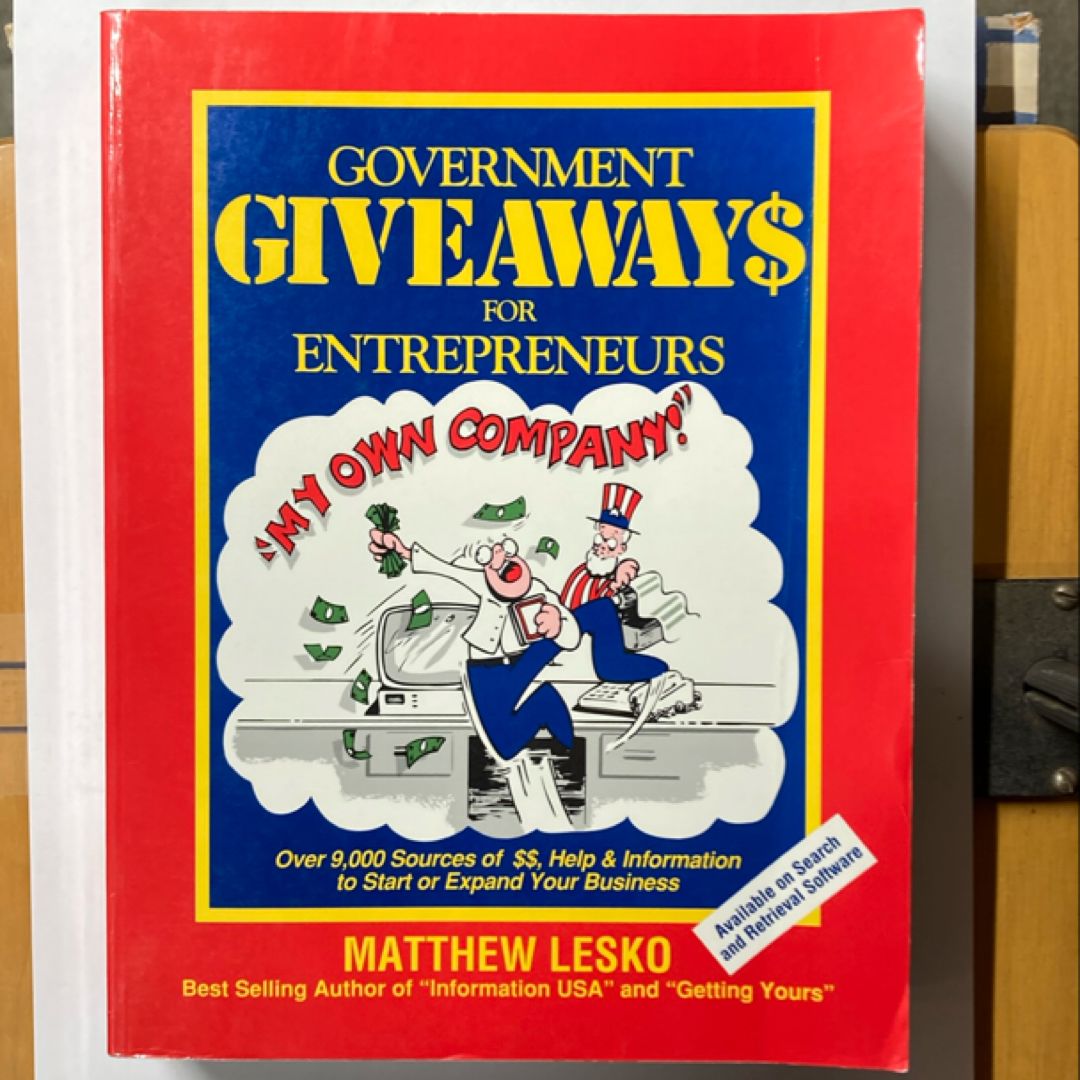 GOVERNMENT
GIVEAWAY$
FOR
ENTREPRENEURS
"MY OWN COMPANY!"
Over 9,000 Sources of $$, Help & Information
to Start or Expand Your Business
Available on Search
and Retrieval Software
MATTHEW LESKO
Best Selling Author of “Information USA” and “Getting Yours”